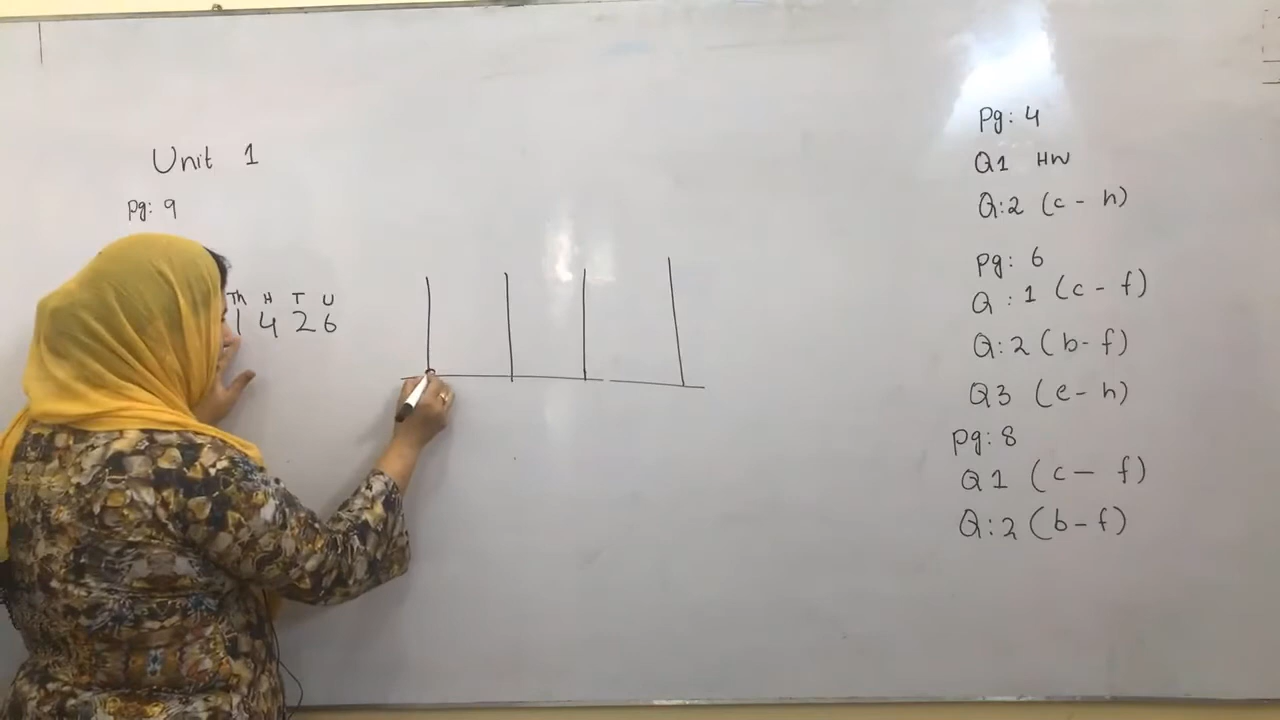 Unit 1
pg: 9
Th H T U
1 4 2 6
Pg: 4
Q1 HW
Q:2 (c - h)
Pg: 6
Q : 1 (c - f)
Q:2 (b - f)
Q3 (e - h)
Pg: 8
Q1 (c - f)
Q:2 (b - f)